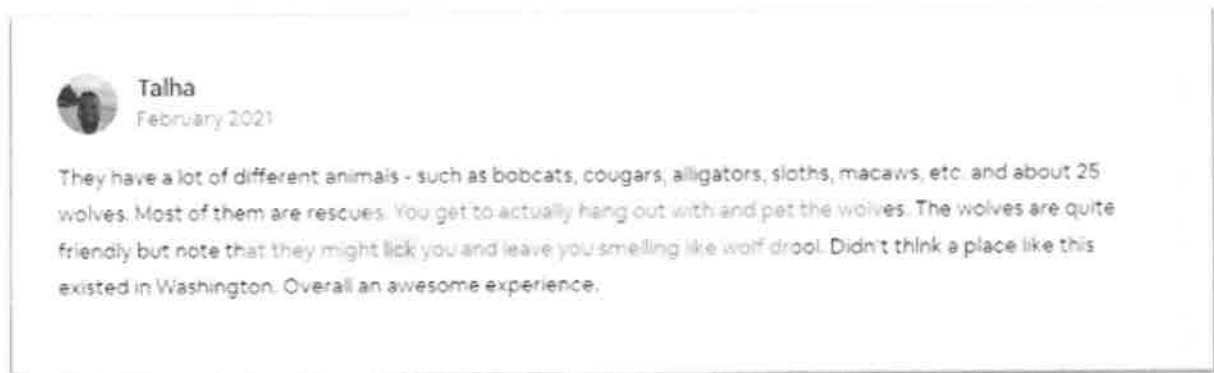 Talha
February 2021
They have a lot of different animals - such as bobcats, cougars, alligators, sloths, macaws, etc. and about 25
wolves. Most of them are rescues. You get to actually hang out with and pet the wolves. The wolves are quite
friendly but note that they might lick you and leave you smelling like wolf drool. Didn't think a place like this
existed in Washington. Overall an awesome experience.